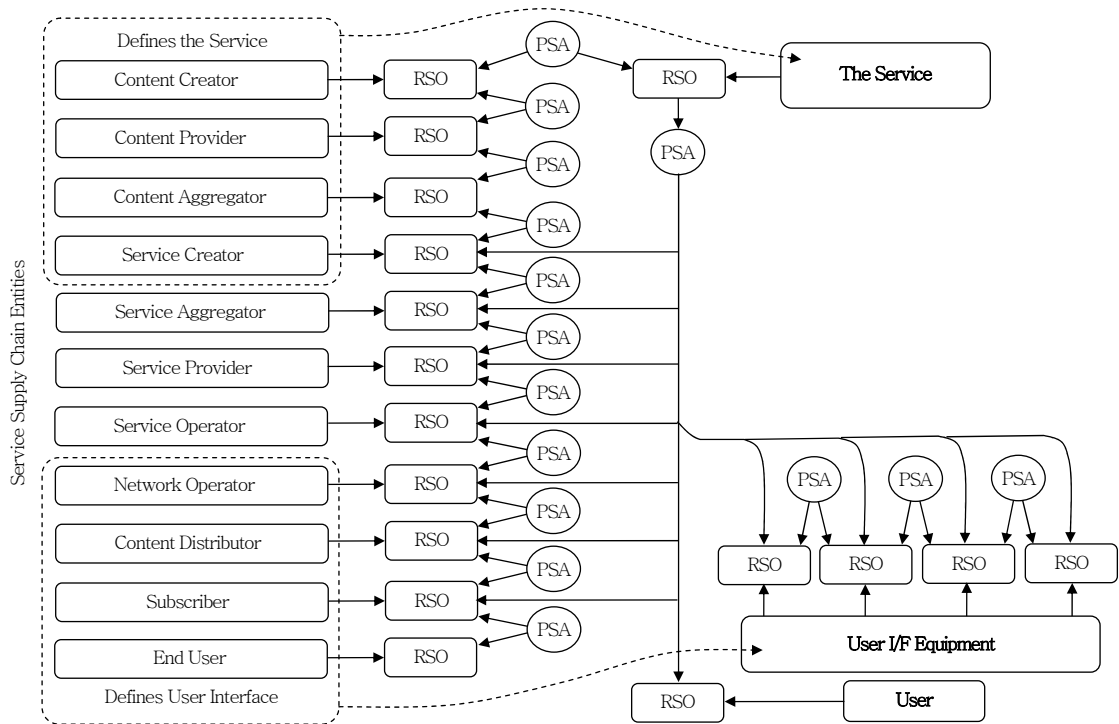 Service Supply Chain Entities
Defines the Service
Content Creator
Content Provider
Content Aggregator
Service Creator
Service Aggregator
Service Provider
Service Operator
Network Operator
Content Distributor
Subscriber
End User
Defines User Interface
RSO
RSO
RSO
RSO
RSO
RSO
RSO
RSO
RSO
RSO
RSO
PSA
PSA
PSA
PSA
PSA
PSA
PSA
PSA
PSA
PSA
PSA
RSO
The Service
PSA
PSA
PSA
PSA
RSO
RSO
RSO
RSO
User I/F Equipment
RSO
User